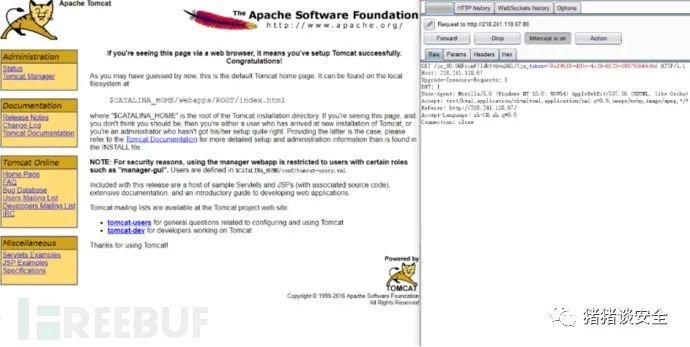 Apache Tomcat
The Apache Software Foundation
http://www.apache.org/
Administration
Status
Tomcat Manager
Documentation
Release Notes
Change Log
Tomcat Documentation
Tomcat Online
Home Page
FAQ
Bug Database
Users Mailing List
Developers Mailing List
IRC
Miscellaneous
Servlets Examples
JSP Examples
Specifications
If you're seeing this page via a web browser, it means you've setup Tomcat successfully.
Congratulations!
As you may have guessed by now, this is the default Tomcat home page. It can be found on the local
filesystem at:
$CATALINA_HOME/webapps/ROOT/index.html
where "$CATALINA_HOME" is the root of the Tomcat installation directory. If you're seeing this page, and
you don't think you should be, then you're either a user who has arrived at new installation of Tomcat, or
you're an administrator who hasn't got his/her setup quite right. Providing the latter is the case, please
refer to the Tomcat Documentation for more detailed setup and administration information than is found in
the INSTALL file.
NOTE: For security reasons, using the manager webapp is restricted to users with certain roles
such as "manager-gui". Users are defined in $CATALINA_HOME/conf/tomcat-users.xml.
Included with this release are a host of sample Servlets and JSPs (with associated source code),
extensive documentation, and an introductory guide to developing web applications.
Tomcat mailing lists are available at the Tomcat project web site:
• tomcat-users for general questions related to configuring and using Tomcat
• tomcat-dev for developers working on Tomcat
Thanks for using Tomcat!
Powered by
TOMCAT
Copyright © 1999-2016 Apache Software Foundation
All Rights Reserved
Intercept HTTP history WebSockets history Options
Request to http://218.241.118.67:80
Forward Drop Intercept is on Action
Raw Params Headers Hex
HTTP/1.1
Host: 218.241.118.67
Upgrade-Insecure-Requests: 1
DNT: 1
User-Agent: Mozilla/5.0 (Windows NT 10.0; WOW64) AppleWebKit/537.36 (KHTML, like Gecko)
Referer: http://218.241.118.67/
Accept-Language: zh-CN,zh;q=0.9
Connection: close
FREEBUF
猪猪谈安全